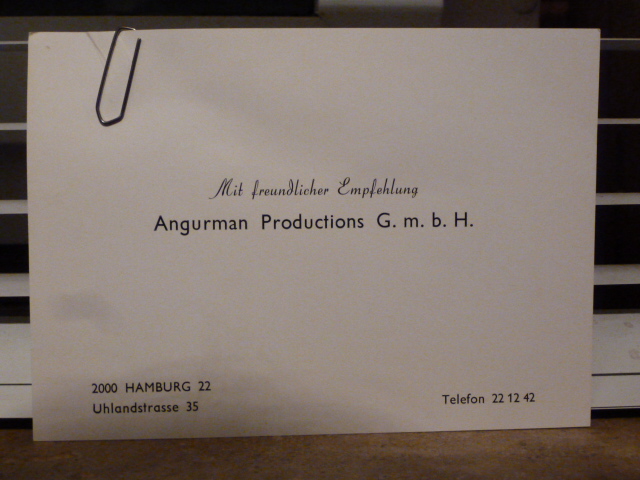 Mit freundlicher Empfehlung
Angurman Productions G. m. b. H.
2000 HAMBURG 22
Uhlandstrasse 35
Telefon 22 12 42